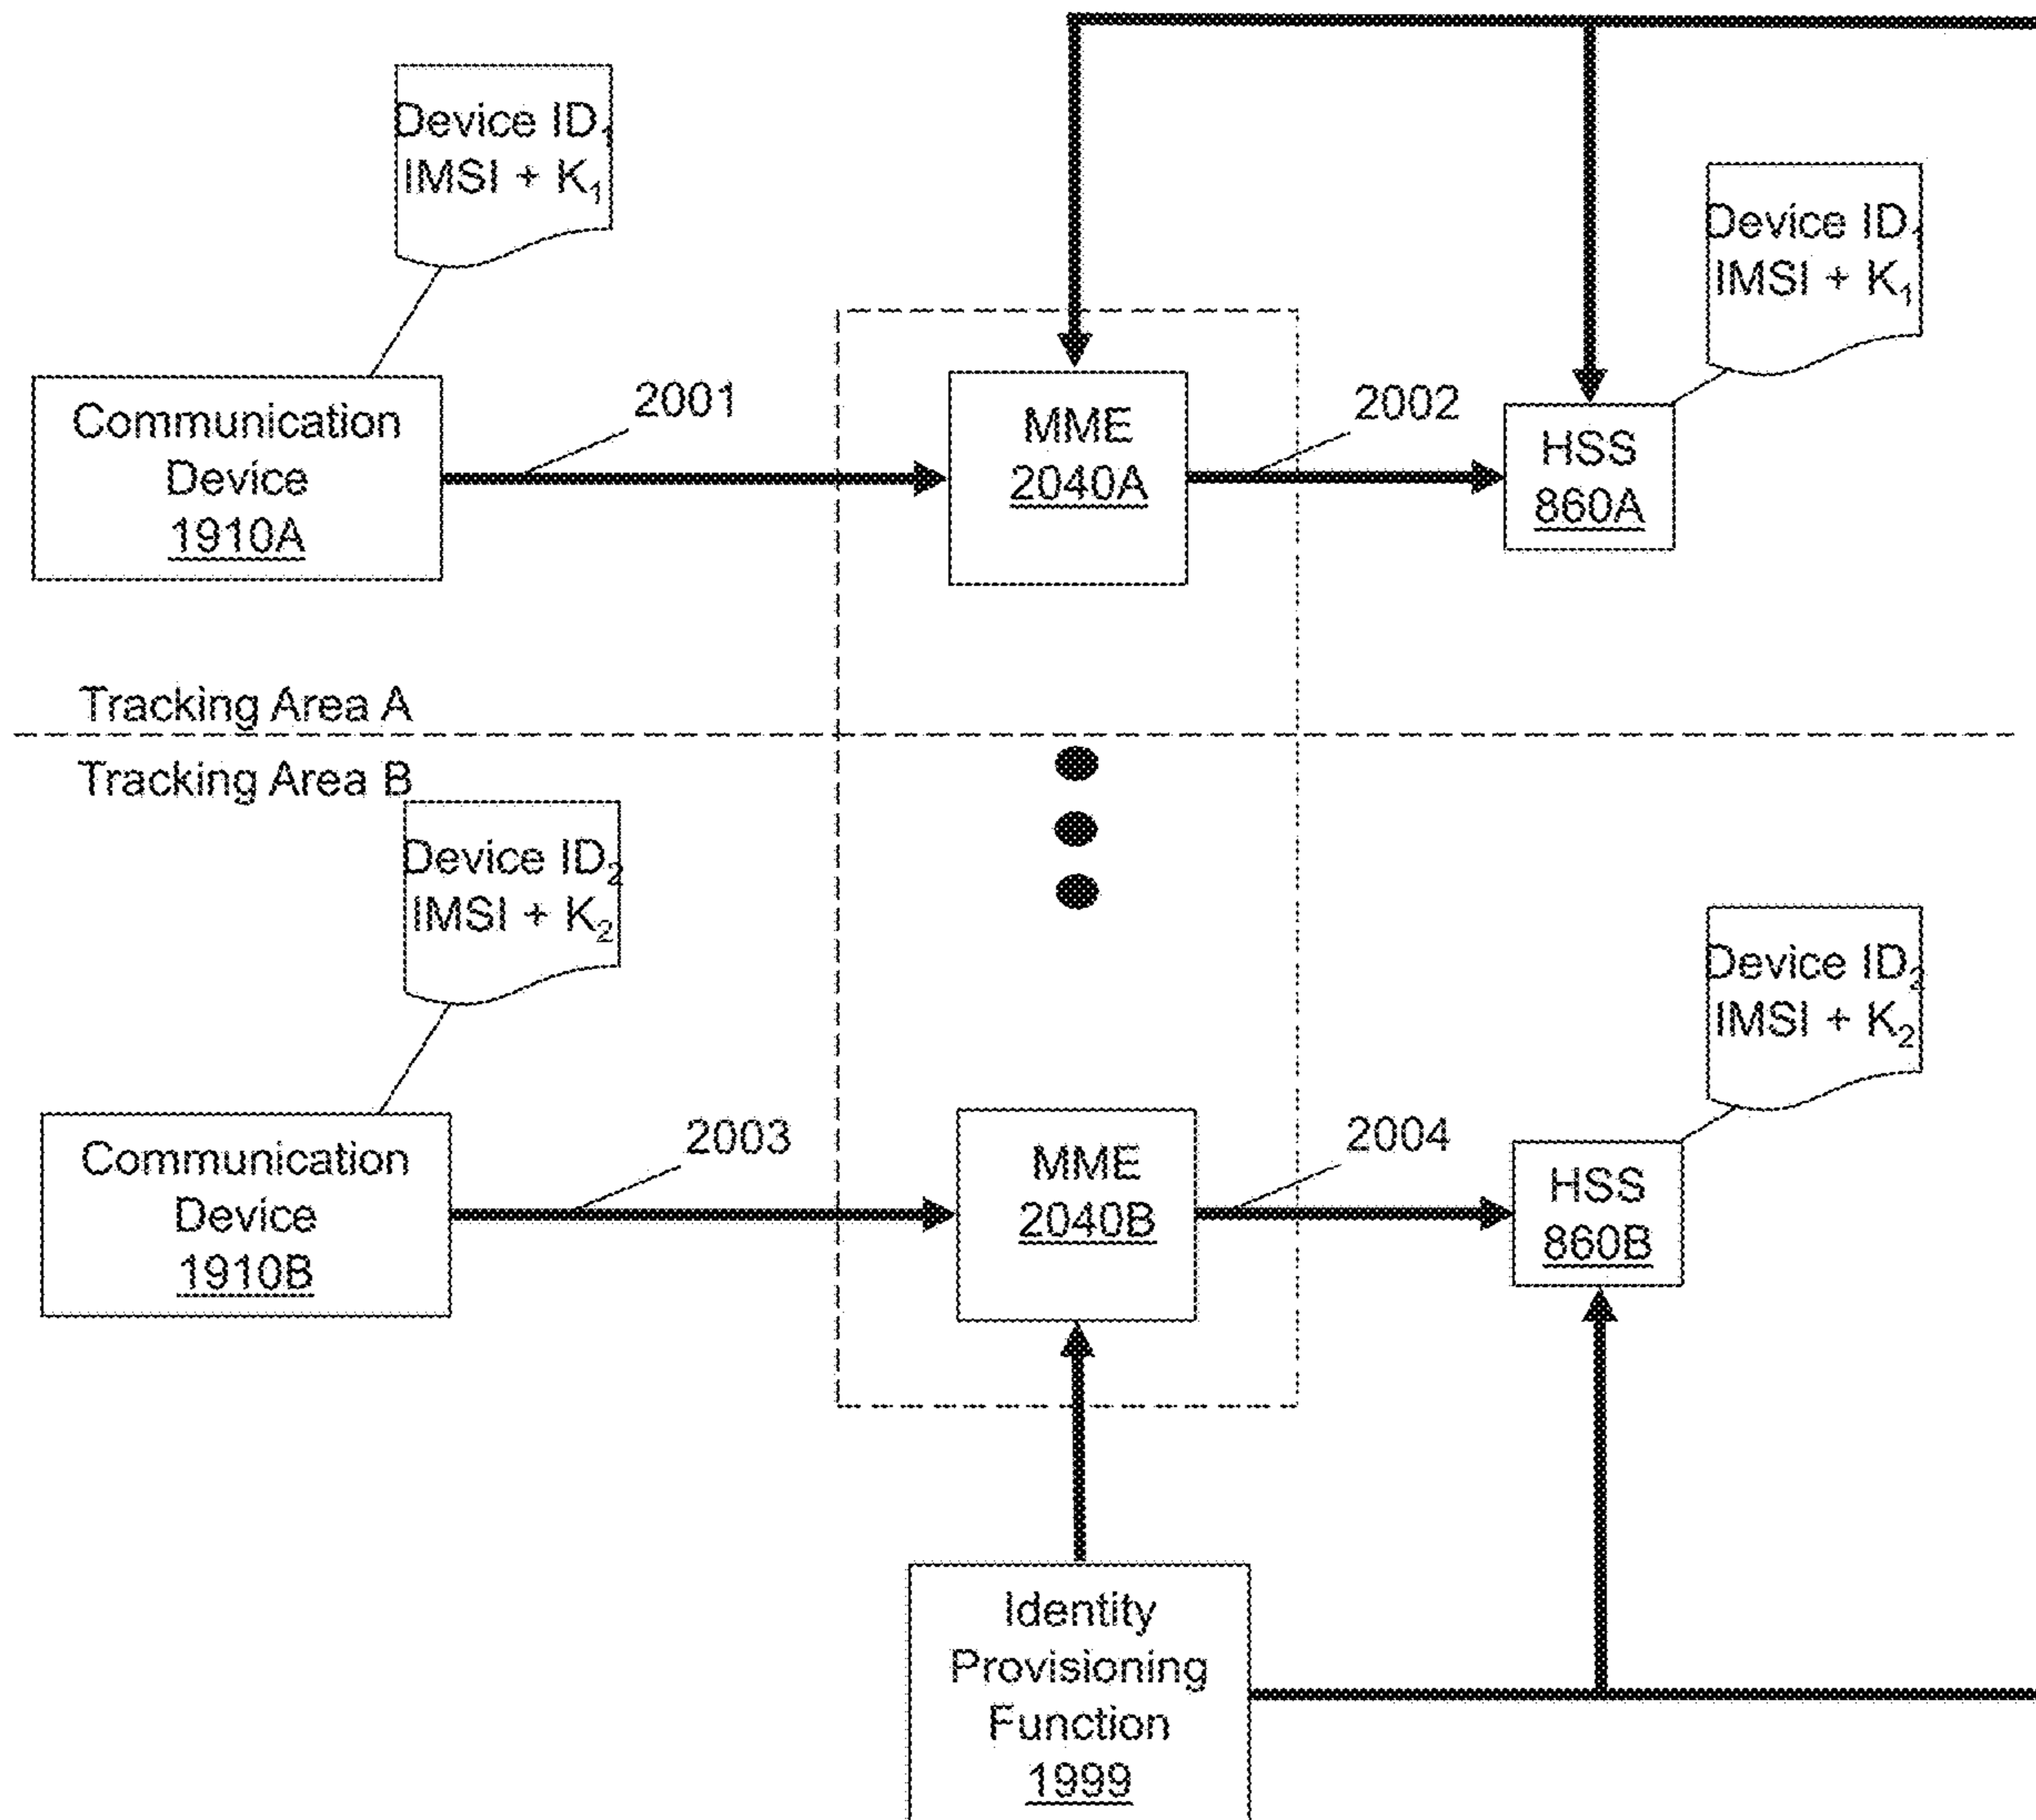 Device ID₁
IMSI + K₁
Device ID₁
IMSI + K₁
Communication
Device
1910A
2001
MME
2040A
2002
HSS
860A
Tracking Area A
Tracking Area B
Device ID₂
IMSI + K₂
Device ID₂
IMSI + K₂
Communication
Device
1910B
2003
MME
2040B
2004
HSS
860B
Identity
Provisioning
Function
1999